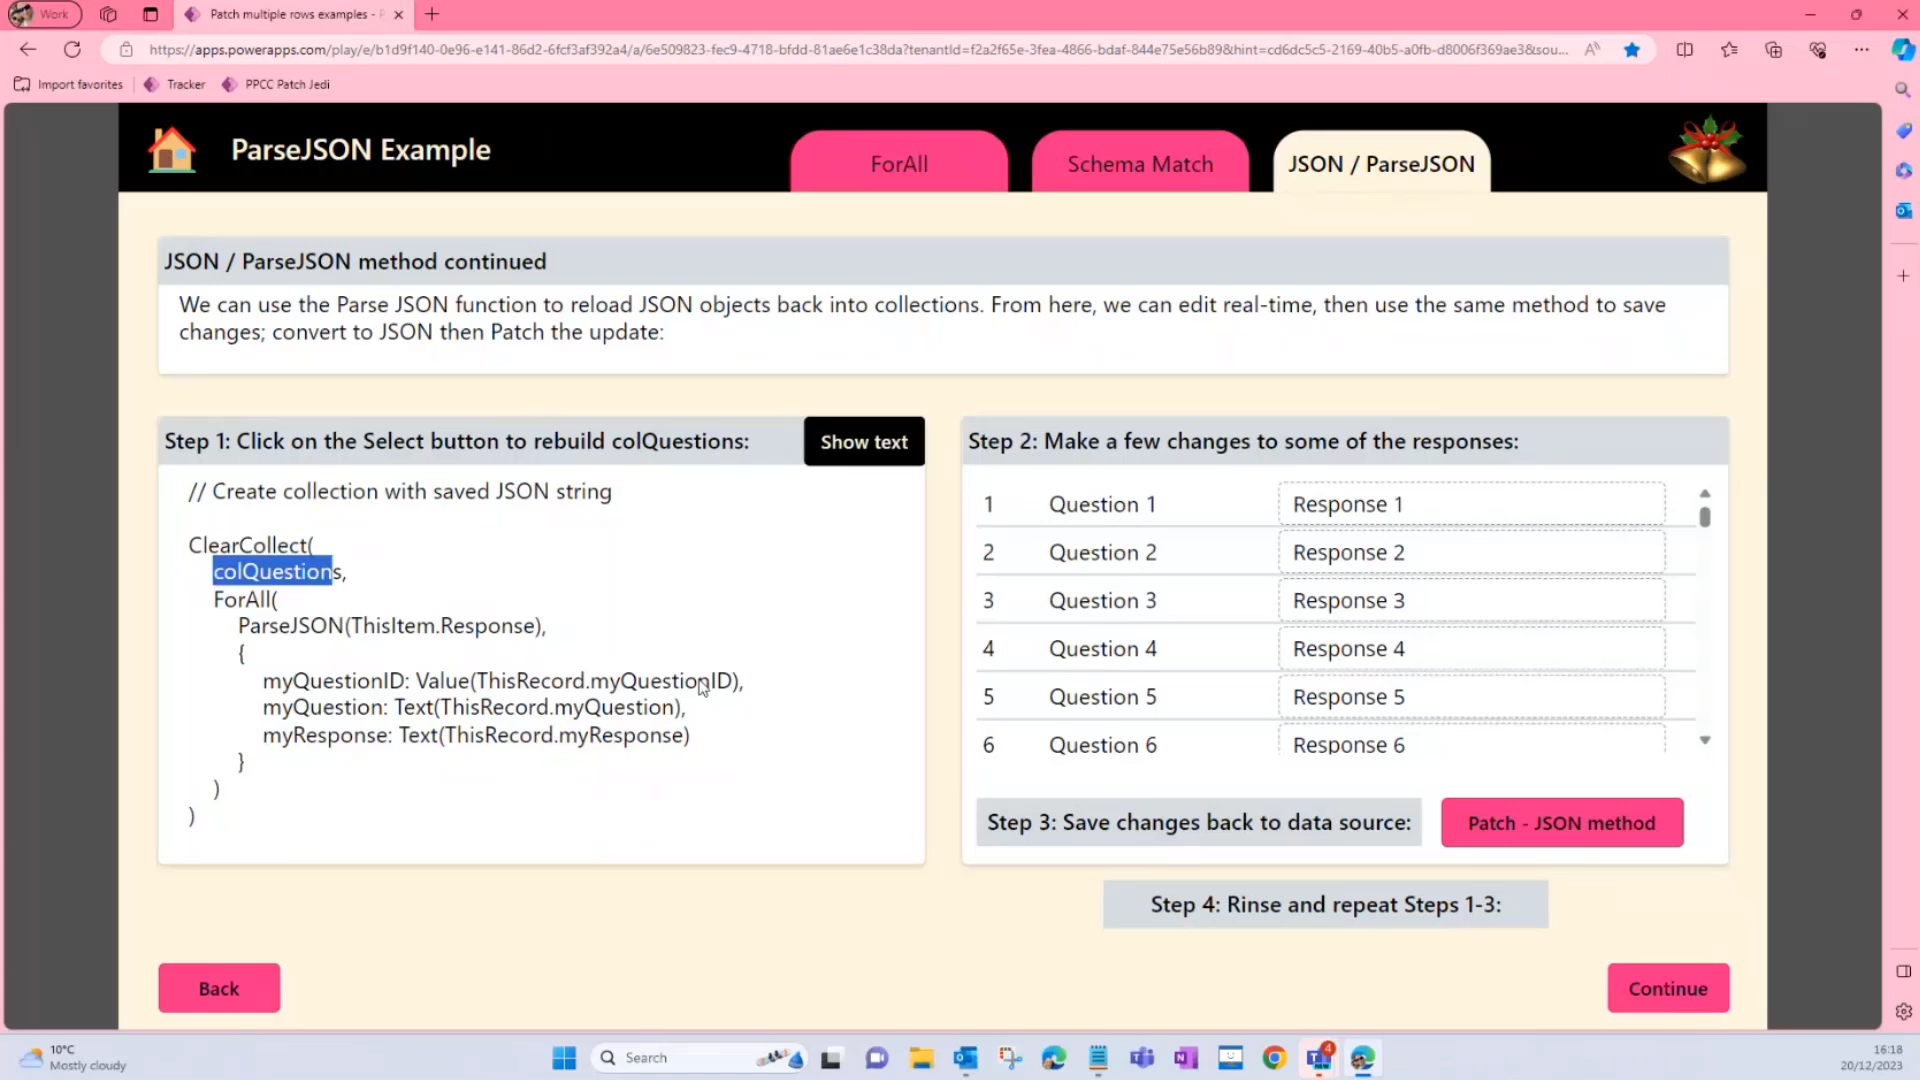 Work
Patch multiple rows examples -
https://apps.powerapps.com/play/e/b1d9f140-0e96-e141-86d2-6fcf3af392a4/a/6e509823-fec9-4718-bfdd-81ae6e1c38da?tenantId=f2a2f65e-3fea-4866-bdaf-844e75e56b89&hint=cd6dc5c5-2169-40b5-a0fb-d8006f369ae3&sou...
Import favorites
Tracker
PPCC Patch Jedi
ParseJSON Example
ForAll
Schema Match
JSON / ParseJSON
JSON / ParseJSON method continued
We can use the Parse JSON function to reload JSON objects back into collections. From here, we can edit real-time, then use the same method to save
changes; convert to JSON then Patch the update:
Step 1: Click on the Select button to rebuild colQuestions:
Show text
// Create collection with saved JSON string
ClearCollect(
colQuestions,
ForAll(
ParseJSON(ThisItem.Response),
{
myQuestionID: Value(ThisRecord.myQuestionID),
myQuestion: Text(ThisRecord.myQuestion),
myResponse: Text(ThisRecord.myResponse)
}
)
)
Step 2: Make a few changes to some of the responses:
1 Question 1 Response 1
2 Question 2 Response 2
3 Question 3 Response 3
4 Question 4 Response 4
5 Question 5 Response 5
6 Question 6 Response 6
Step 3: Save changes back to data source:
Patch - JSON method
Step 4: Rinse and repeat Steps 1-3:
Back
Continue
10°C
Mostly cloudy
Search
4
16:18
20/12/2023